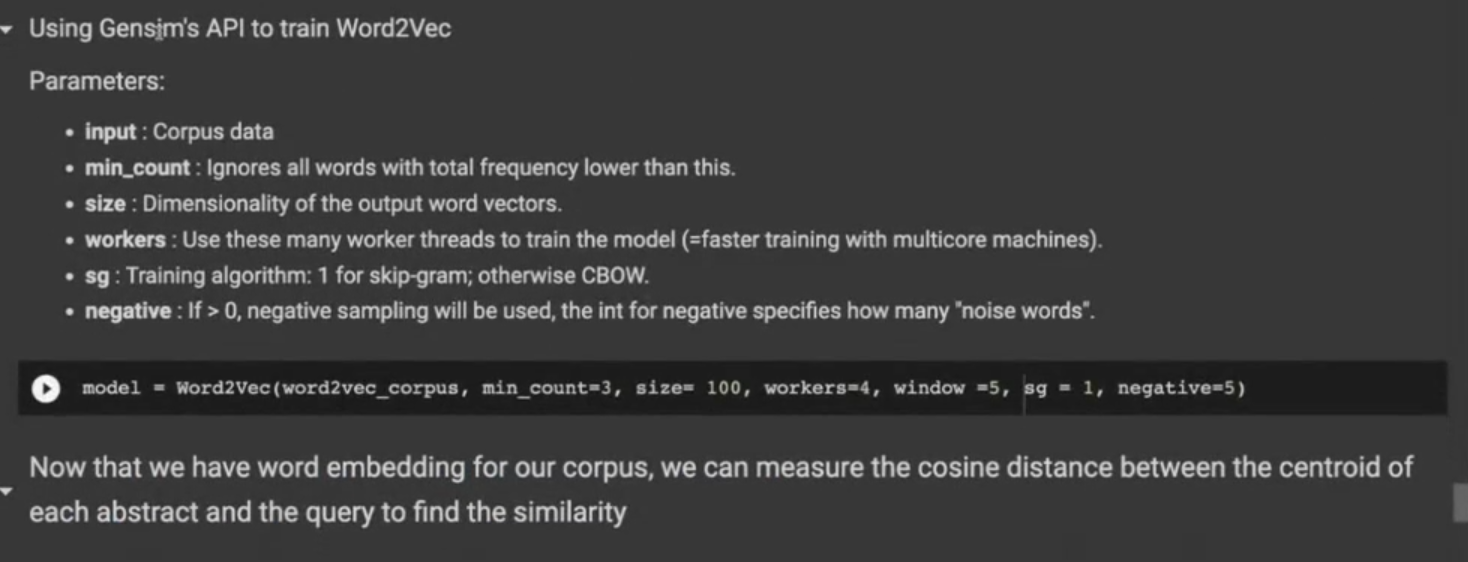 Using Gensim's API to train Word2Vec
Parameters:
• input : Corpus data
• min_count : Ignores all words with total frequency lower than this.
• size : Dimensionality of the output word vectors.
• workers : Use these many worker threads to train the model (=faster training with multicore machines).
• sg : Training algorithm: 1 for skip-gram; otherwise CBOW.
• negative : If > 0, negative sampling will be used, the int for negative specifies how many "noise words".
model = Word2Vec(word2vec_corpus, min_count=3, size= 100, workers=4, window =5, sg = 1, negative=5)
Now that we have word embedding for our corpus, we can measure the cosine distance between the centroid of
each abstract and the query to find the similarity